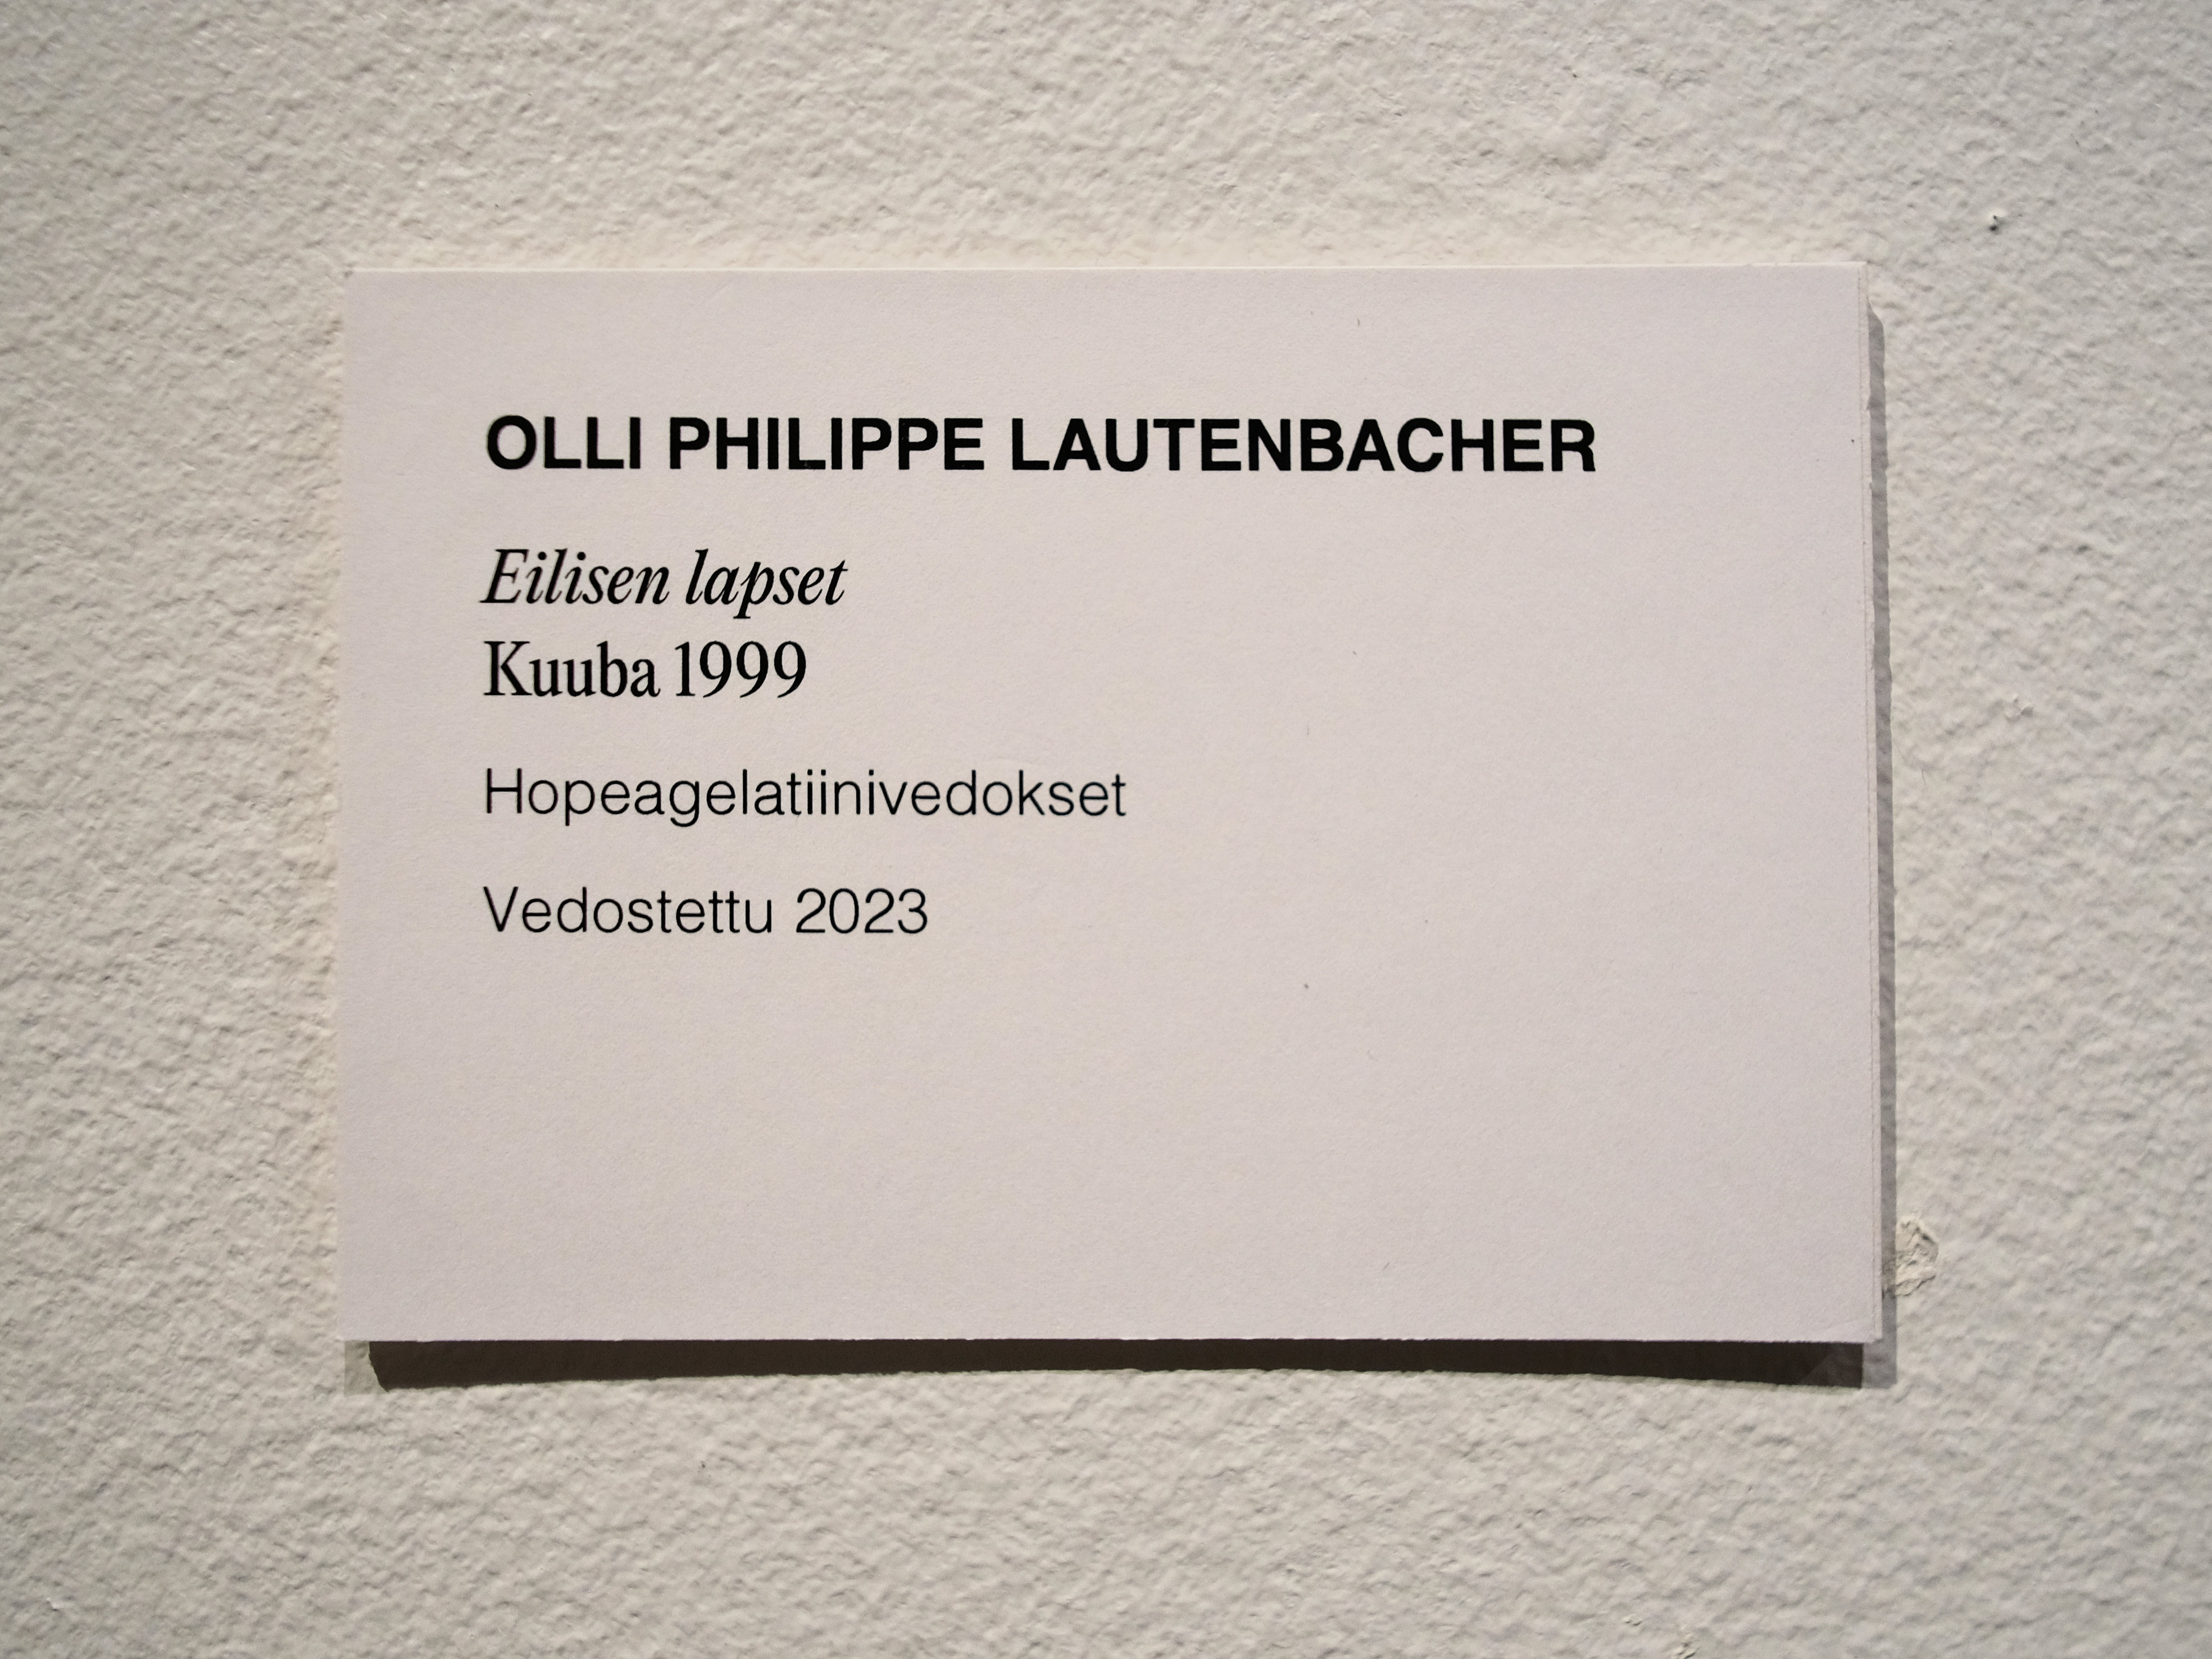 OLLI PHILIPPE LAUTENBACHER
Eilisen lapset
Kuuba 1999
Hopeagelatiinivedokset
Vedostettu 2023